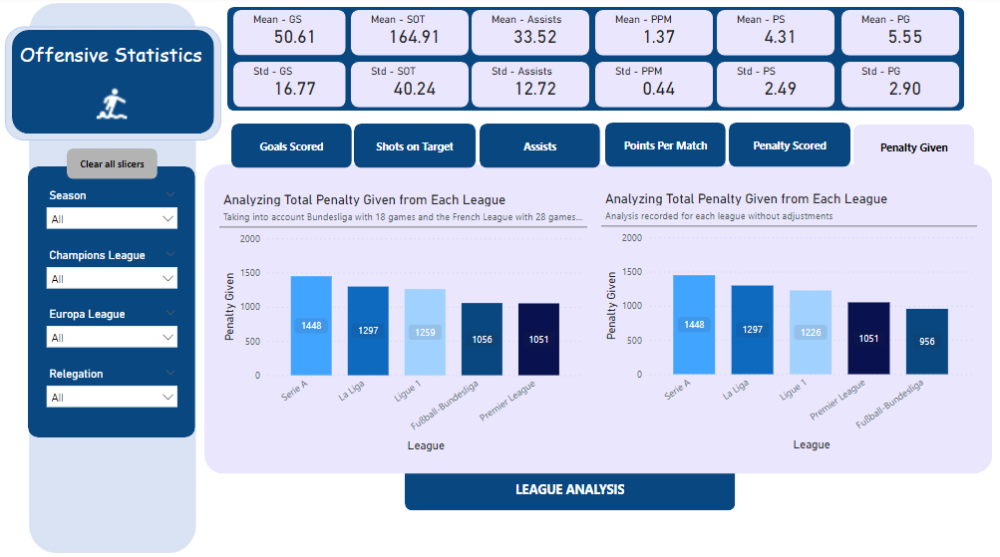 Offensive Statistics
Clear all slicers
Season
All
Champions League
All
Europa League
All
Relegation
All
Mean - GS
50.61
Mean - SOT
164.91
Mean - Assists
33.52
Mean - PPM
1.37
Mean - PS
4.31
Mean - PG
5.55
Std - GS
16.77
Std - SOT
40.24
Std - Assists
12.72
Std - PPM
0.44
Std - PS
2.49
Std - PG
2.90
Goals Scored
Shots on Target
Assists
Points Per Match
Penalty Scored
Penalty Given
Analyzing Total Penalty Given from Each League
Taking into account Bundesliga with 18 games and the French League with 28 games...
Penalty Given
2000
1500
1000
500
0
1448
1297
1259
1056
1051
Serie A
La Liga
Ligue 1
Fußball-Bundesliga
Premier League
League
Analyzing Total Penalty Given from Each League
Analysis recorded for each league without adjustments
Penalty Given
2000
1500
1000
500
0
1448
1297
1226
1051
956
Serie A
La Liga
Ligue 1
Premier League
Fußball-Bundesliga
League
LEAGUE ANALYSIS